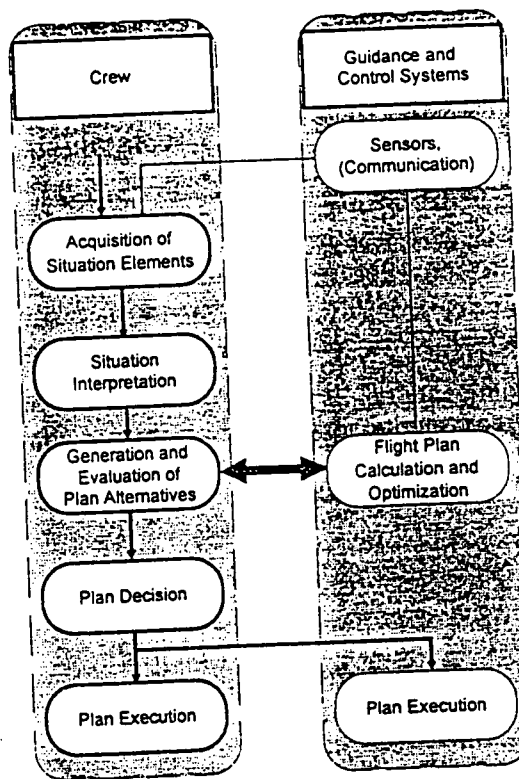 Crew
Guidance and
Control Systems
Sensors,
(Communication)
Acquisition of
Situation Elements
Situation
Interpretation
Generation and
Evaluation of
Plan Alternatives
Flight Plan
Calculation and
Optimization
Plan Decision
Plan Execution
Plan Execution